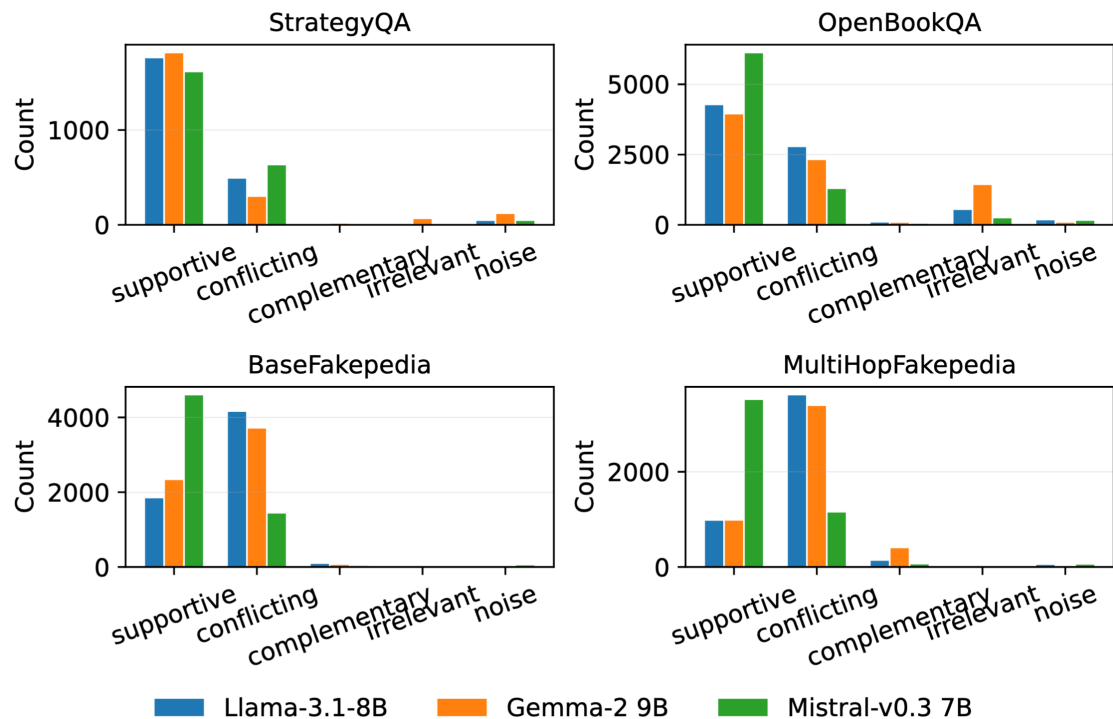 StrategyQA
Count
1000
0
supportive
conflicting
complementary
irrelevant
noise
OpenBookQA
Count
5000
2500
0
supportive
conflicting
complementary
irrelevant
noise
BaseFakepedia
Count
4000
2000
0
supportive
conflicting
complementary
irrelevant
noise
MultiHopFakepedia
Count
2000
0
supportive
conflicting
complementary
irrelevant
noise
Llama-3.1-8B
Gemma-2 9B
Mistral-v0.3 7B